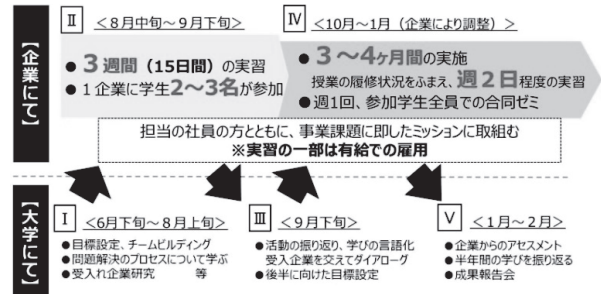 【企業にて】
Ⅱ <8月中旬~9月下旬>
●3週間(15日間)の実習
●1企業に学生2~3名が参加
Ⅳ <10月~1月(企業により調整)>
●3~4ヶ月間の実施
授業の履修状況をふまえ、週2日程度の実習
●週1回、参加学生全員での合同ゼミ
担当の社員の方とともに、事業課題に即したミッションに取組む
※実習の一部は有給での雇用
【大学にて】
Ⅰ <6月下旬~8月上旬>
●目標設定、チームビルディング
●問題解決のプロセスについて学ぶ
●受入れ企業研究 等
Ⅲ <9月下旬>
●活動の振り返り、学びの言語化
受入企業を交えてダイアローグ
●後半に向けた目標設定
Ⅴ <1月~2月>
●企業からのアセスメント
●半年間の学びを振り返る
●成果報告会